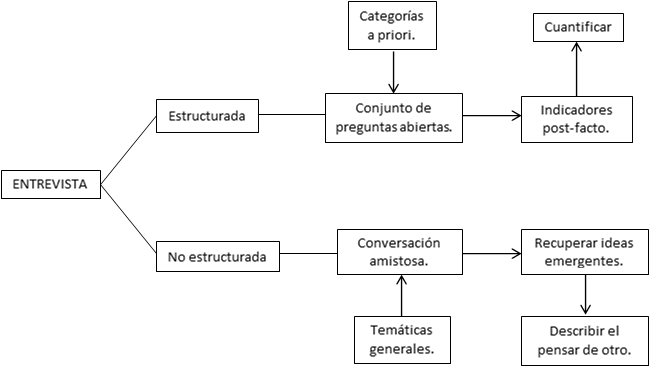 Categorías
a priori.
Cuantificar
Estructurada
Conjunto de
preguntas abiertas.
Indicadores
post-facto.
ENTREVISTA
No estructurada
Conversación
amistosa.
Recuperar ideas
emergentes.
Temáticas
generales.
Describir el
pensar de otro.